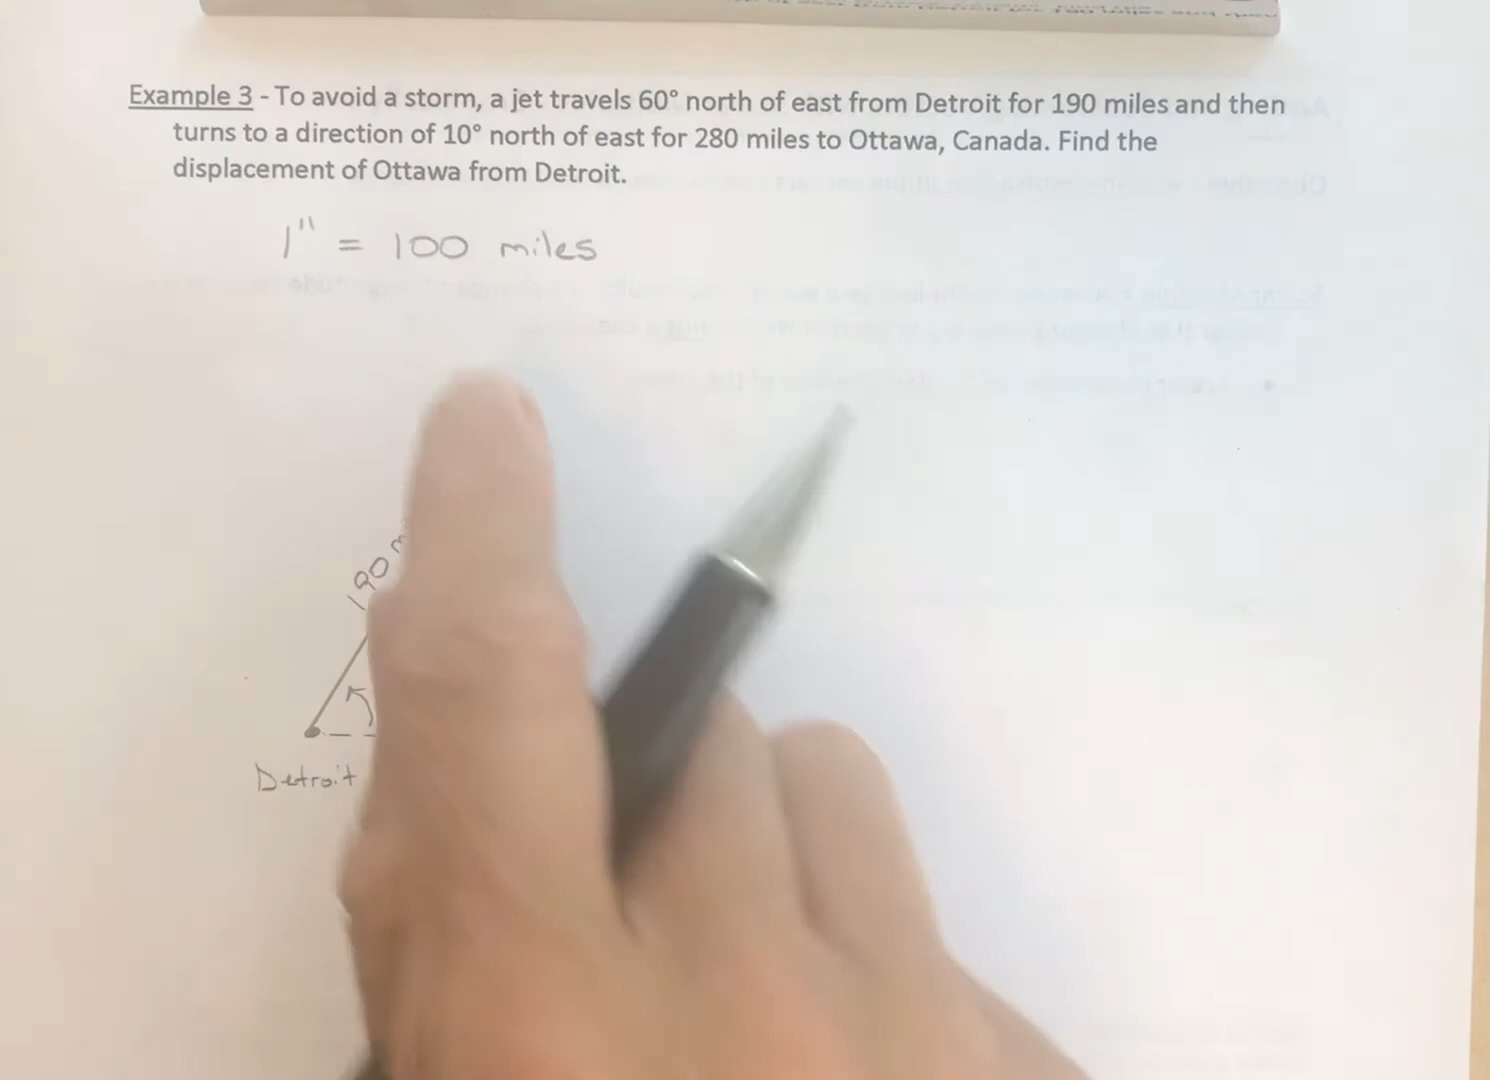 Example 3 - To avoid a storm, a jet travels 60° north of east from Detroit for 190 miles and then
turns to a direction of 10° north of east for 280 miles to Ottawa, Canada. Find the
displacement of Ottawa from Detroit.
1" = 100 miles
190 m
Detroit